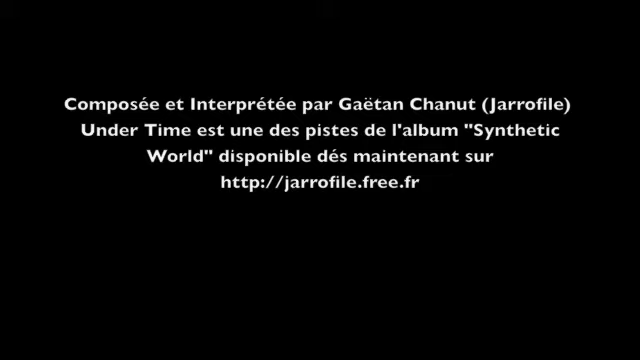 Composée et Interprétée par Gaëtan Chanut (Jarrofile)
Under Time est une des pistes de l'album "Synthetic
World" disponible dés maintenant sur
http://jarrofile.free.fr